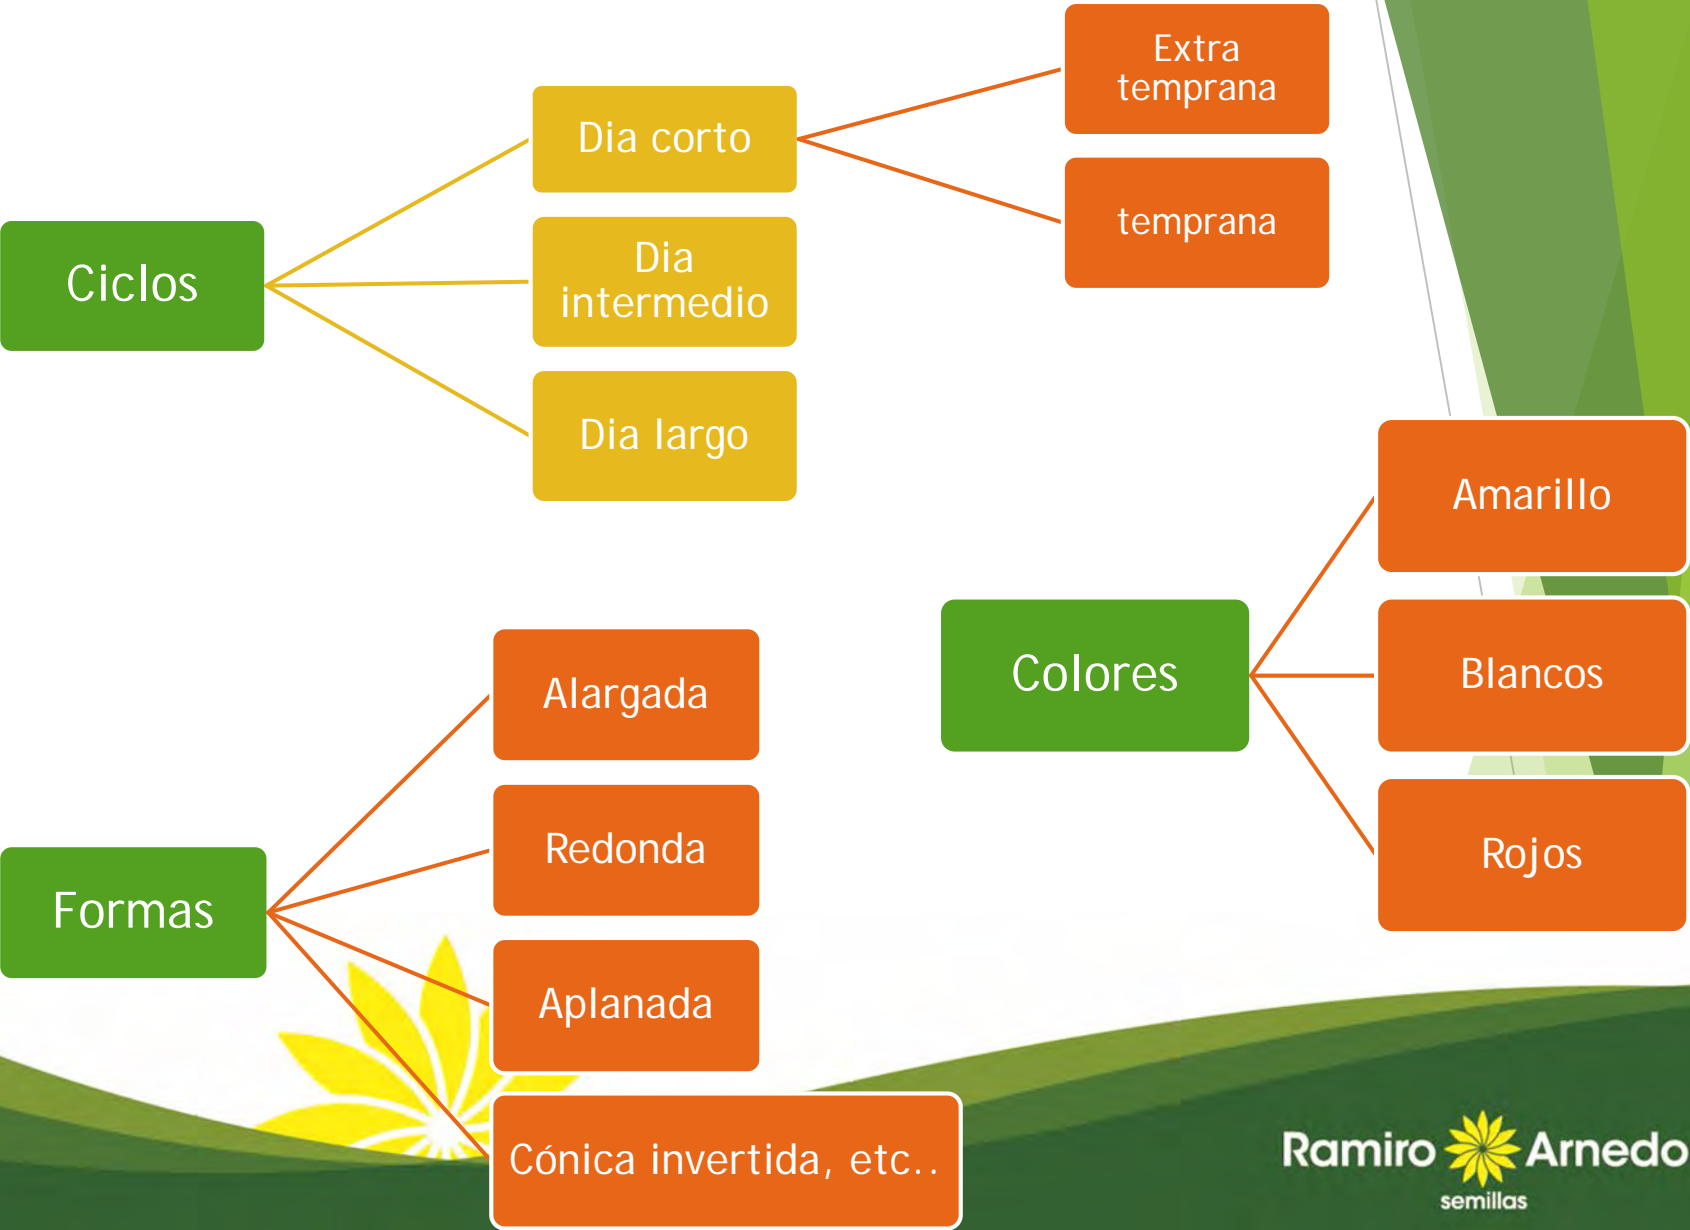 Ciclos
Dia corto
Dia
intermedio
Dia largo
Extra
temprana
temprana
Colores
Amarillo
Blancos
Rojos
Formas
Alargada
Redonda
Aplanada
Cónica invertida, etc..
Ramiro Arnedo
semillas